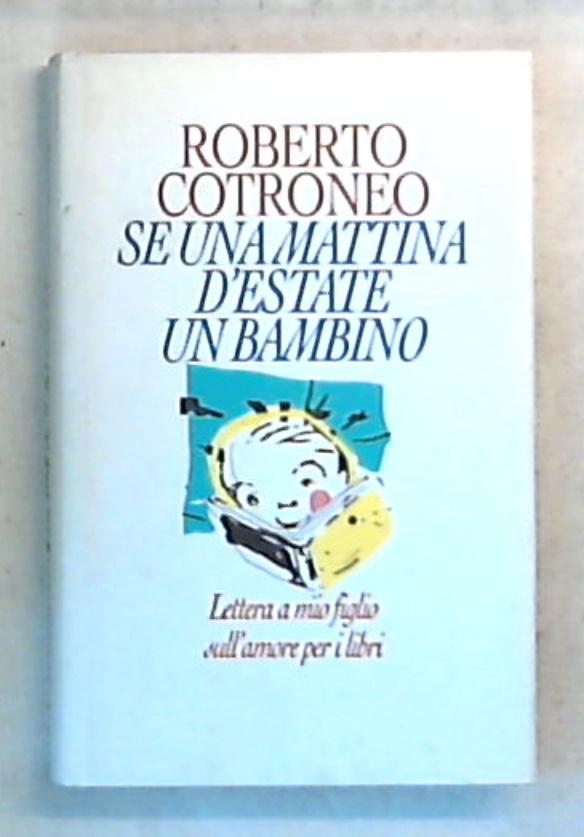 ROBERTO
COTRONEO
SE UNA MATTINA
D'ESTATE
UN BAMBINO
Lettera a mio figlio
sull'amore per i libri